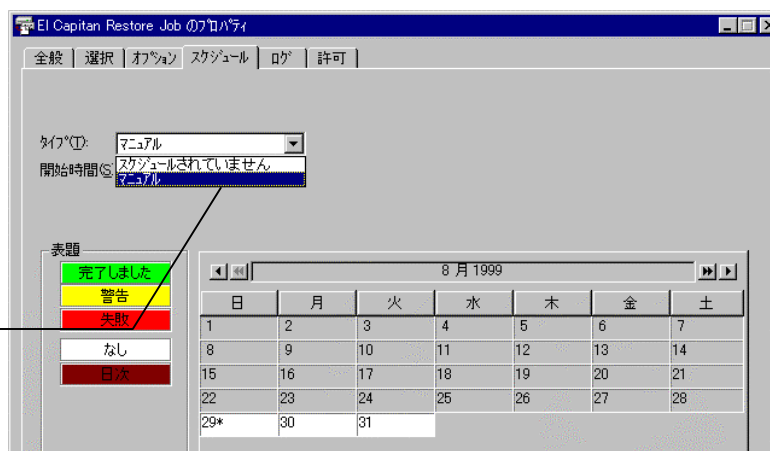 El Capitan Restore Job のﾌﾟﾛﾊﾟﾃｨ
全般 選択 ｵﾌﾟｼｮﾝ ｽｹｼﾞｭｰﾙ ﾛｸﾞ 許可
ﾀｲﾌﾟ(T): ﾏﾆｭｱﾙ
ｽｹｼﾞｭｰﾙされていません
開始時間(S ﾏﾆｭｱﾙ
表題
完了しました
警告
失敗
なし
日次
8 月 1999
日 月 火 水 木 金 土
1 2 3 4 5 6 7
8 9 10 11 12 13 14
15 16 17 18 19 20 21
22 23 24 25 26 27 28
29* 30 31